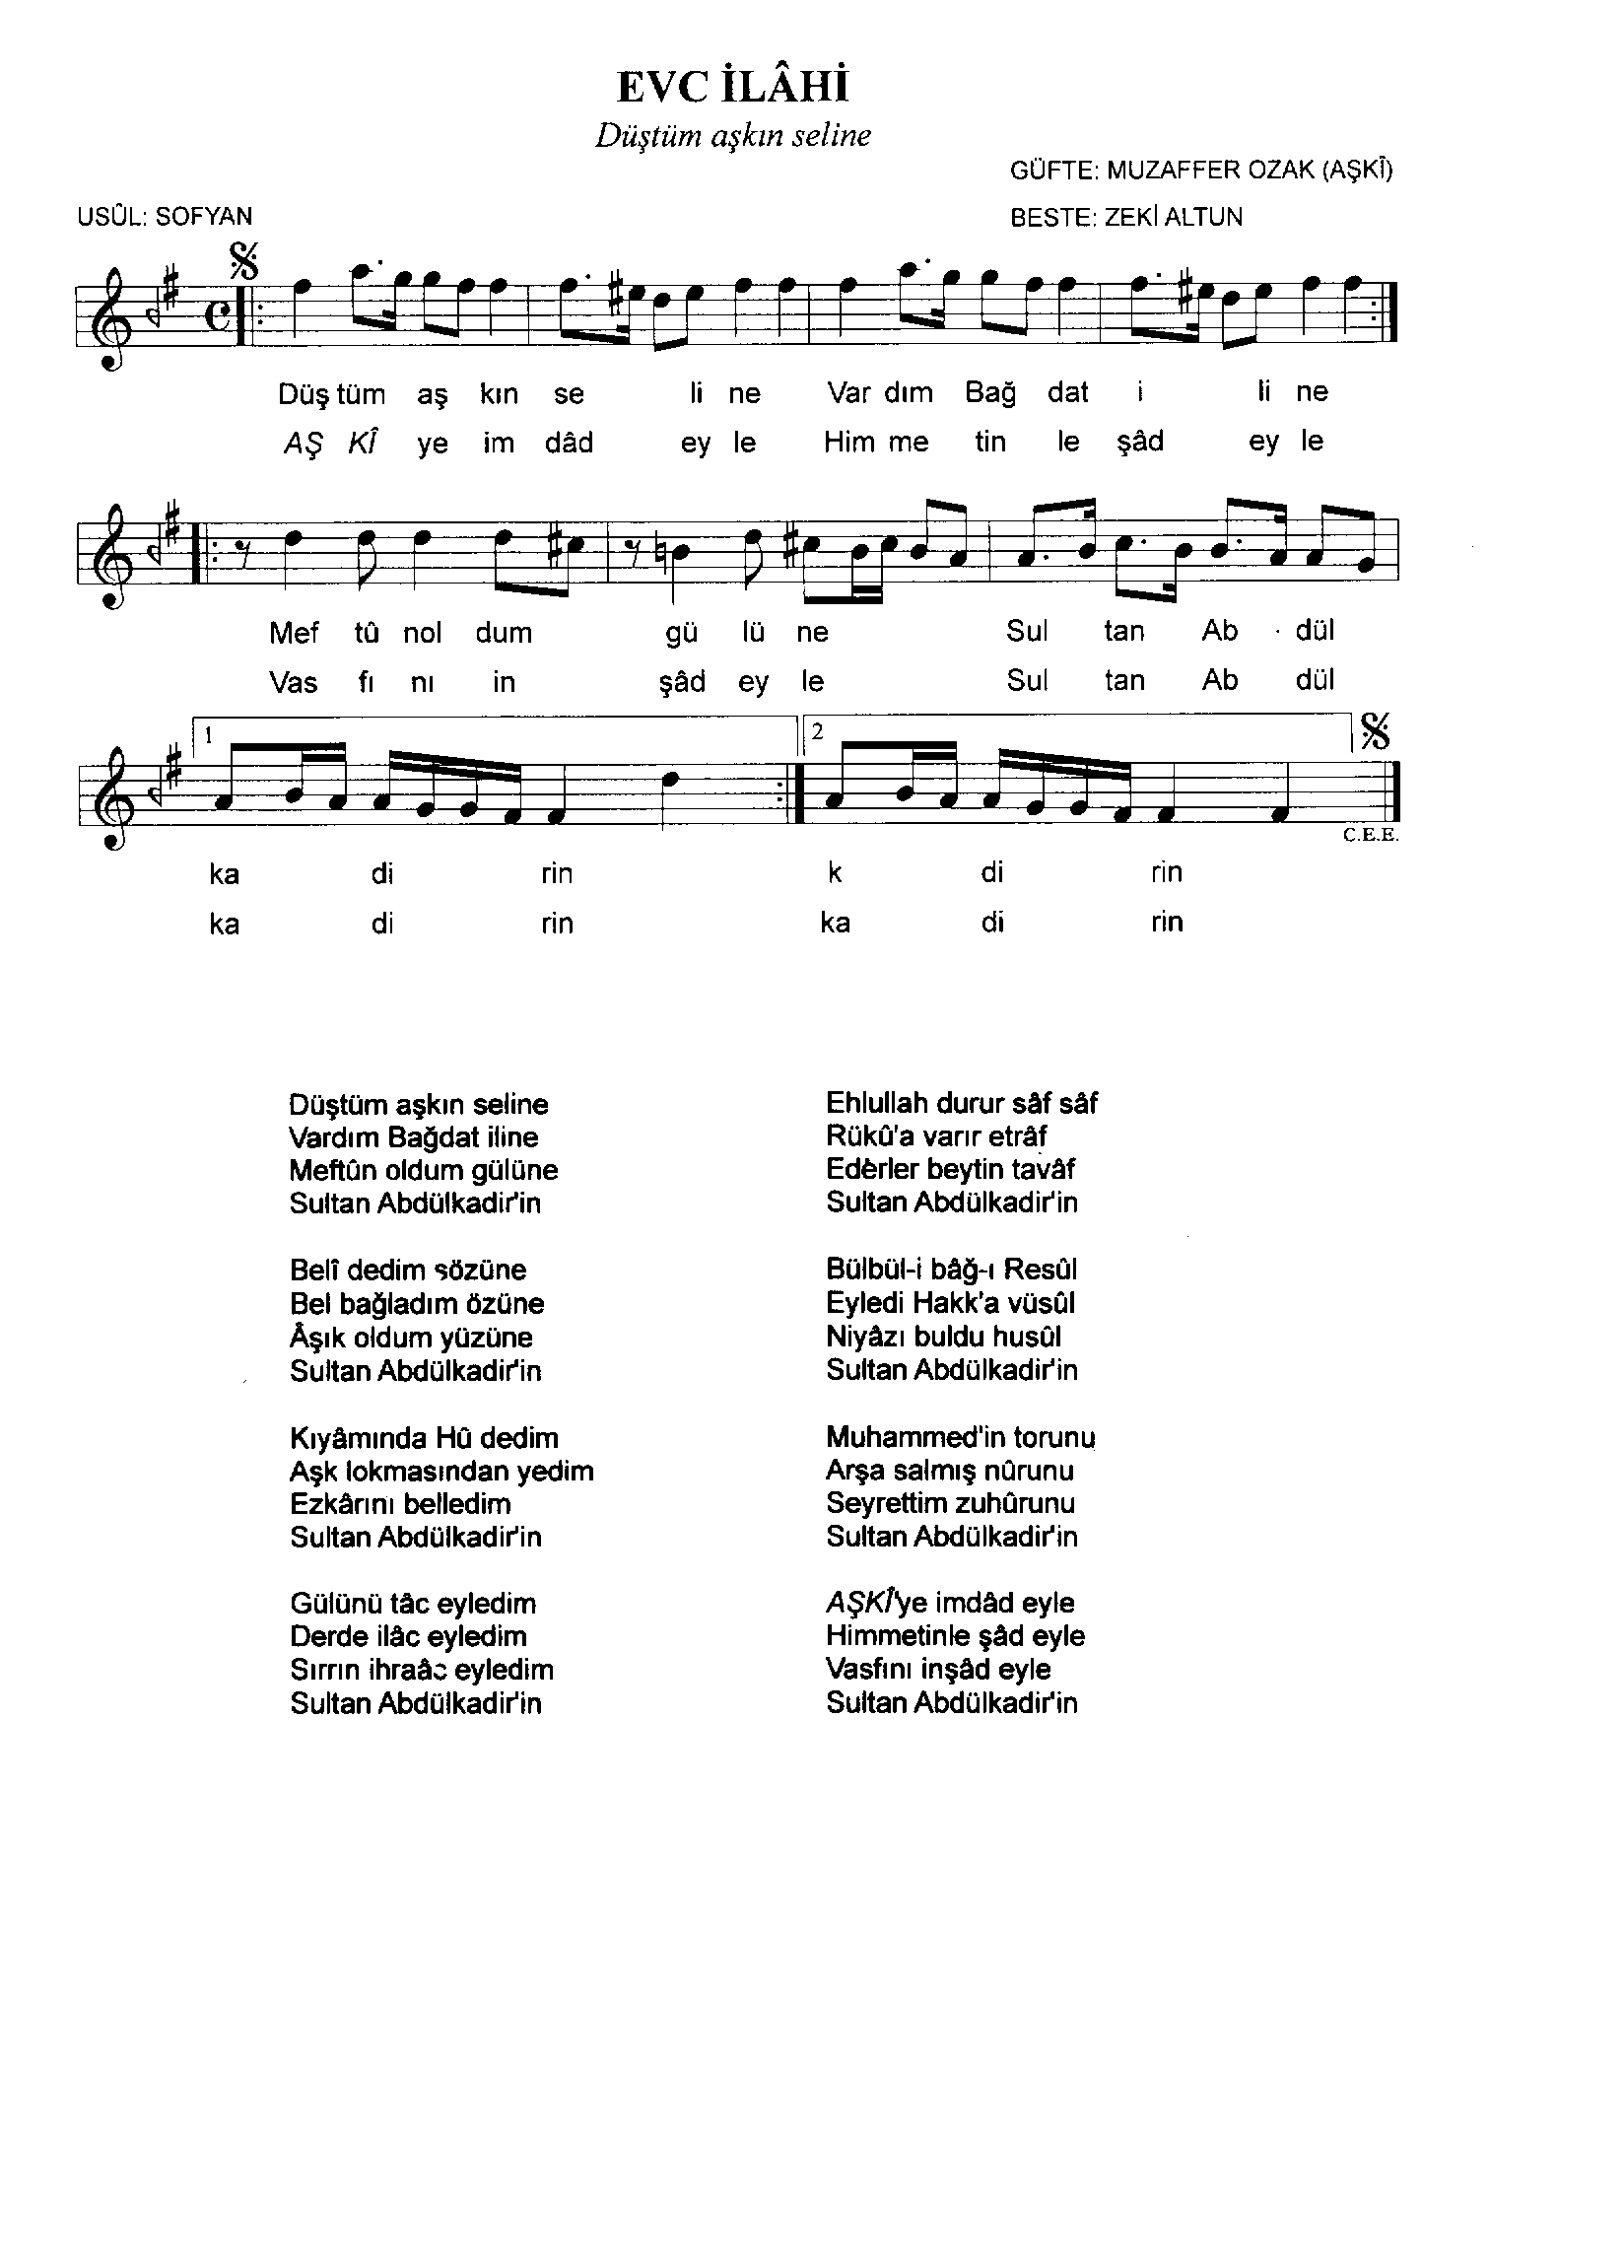 EVC İLÂHİ
Düştüm aşkın seline
GÜFTE: MUZAFFER OZAK (AŞKÎ)
USÛL: SOFYAN
BESTE: ZEKİ ALTUN
Düş tüm aş kın se li ne Var dım Bağ dat i li ne
AŞ KÎ ye im dâd ey le Him me tin le şâd ey le
Mef tû nol dum gü lü ne Sul tan Ab dül
Vas fı nı in şâd ey le Sul tan Ab dül
1 2
C.E.E.
ka di rin k di rin
ka di rin ka di rin
Düştüm aşkın seline
Vardım Bağdat iline
Meftûn oldum gülüne
Sultan Abdülkadir'in
Belî dedim sözüne
Bel bağladım özüne
Âşık oldum yüzüne
Sultan Abdülkadir'in
Kıyâmında Hû dedim
Aşk lokmasından yedim
Ezkârını belledim
Sultan Abdülkadir'in
Gülünü tâc eyledim
Derde ilâc eyledim
Sırrın ihraâc eyledim
Sultan Abdülkadir'in
Ehlullah durur sâf sâf
Rükû'a varır etrâf
Ederler beytin tavâf
Sultan Abdülkadir'in
Bülbül-i bâğ-ı Resûl
Eyledi Hakk'a vüsûl
Niyâzı buldu husûl
Sultan Abdülkadir'in
Muhammed'in torunu
Arşa salmış nûrunu
Seyrettim zuhûrunu
Sultan Abdülkadir'in
AŞKÎ'ye imdâd eyle
Himmetinle şâd eyle
Vasfını inşâd eyle
Sultan Abdülkadir'in